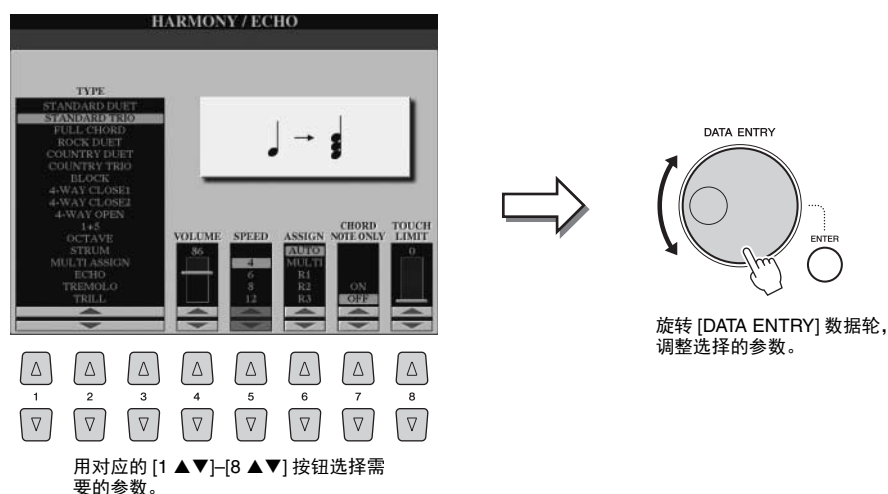 HARMONY / ECHO
TYPE
STANDARD DUET
STANDARD TRIO
FULL CHORD
ROCK DUET
COUNTRY DUET
COUNTRY TRIO
BLOCK
4-WAY CLOSE1
4-WAY CLOSE2
4-WAY OPEN
1+5
OCTAVE
STRUM
MULTI ASSIGN
ECHO
TREMOLO
TRILL
VOLUME
86
SPEED
4
6
8
12
ASSIGN
AUTO
MULTI
R1
R2
R3
CHORD
NOTE ONLY
ON
OFF
TOUCH
LIMIT
0
1 2 3 4 5 6 7 8
用对应的 [1 ▲▼]–[8 ▲▼] 按钮选择需
要的参数。
DATA ENTRY
ENTER
旋转 [DATA ENTRY] 数据轮，
调整选择的参数。